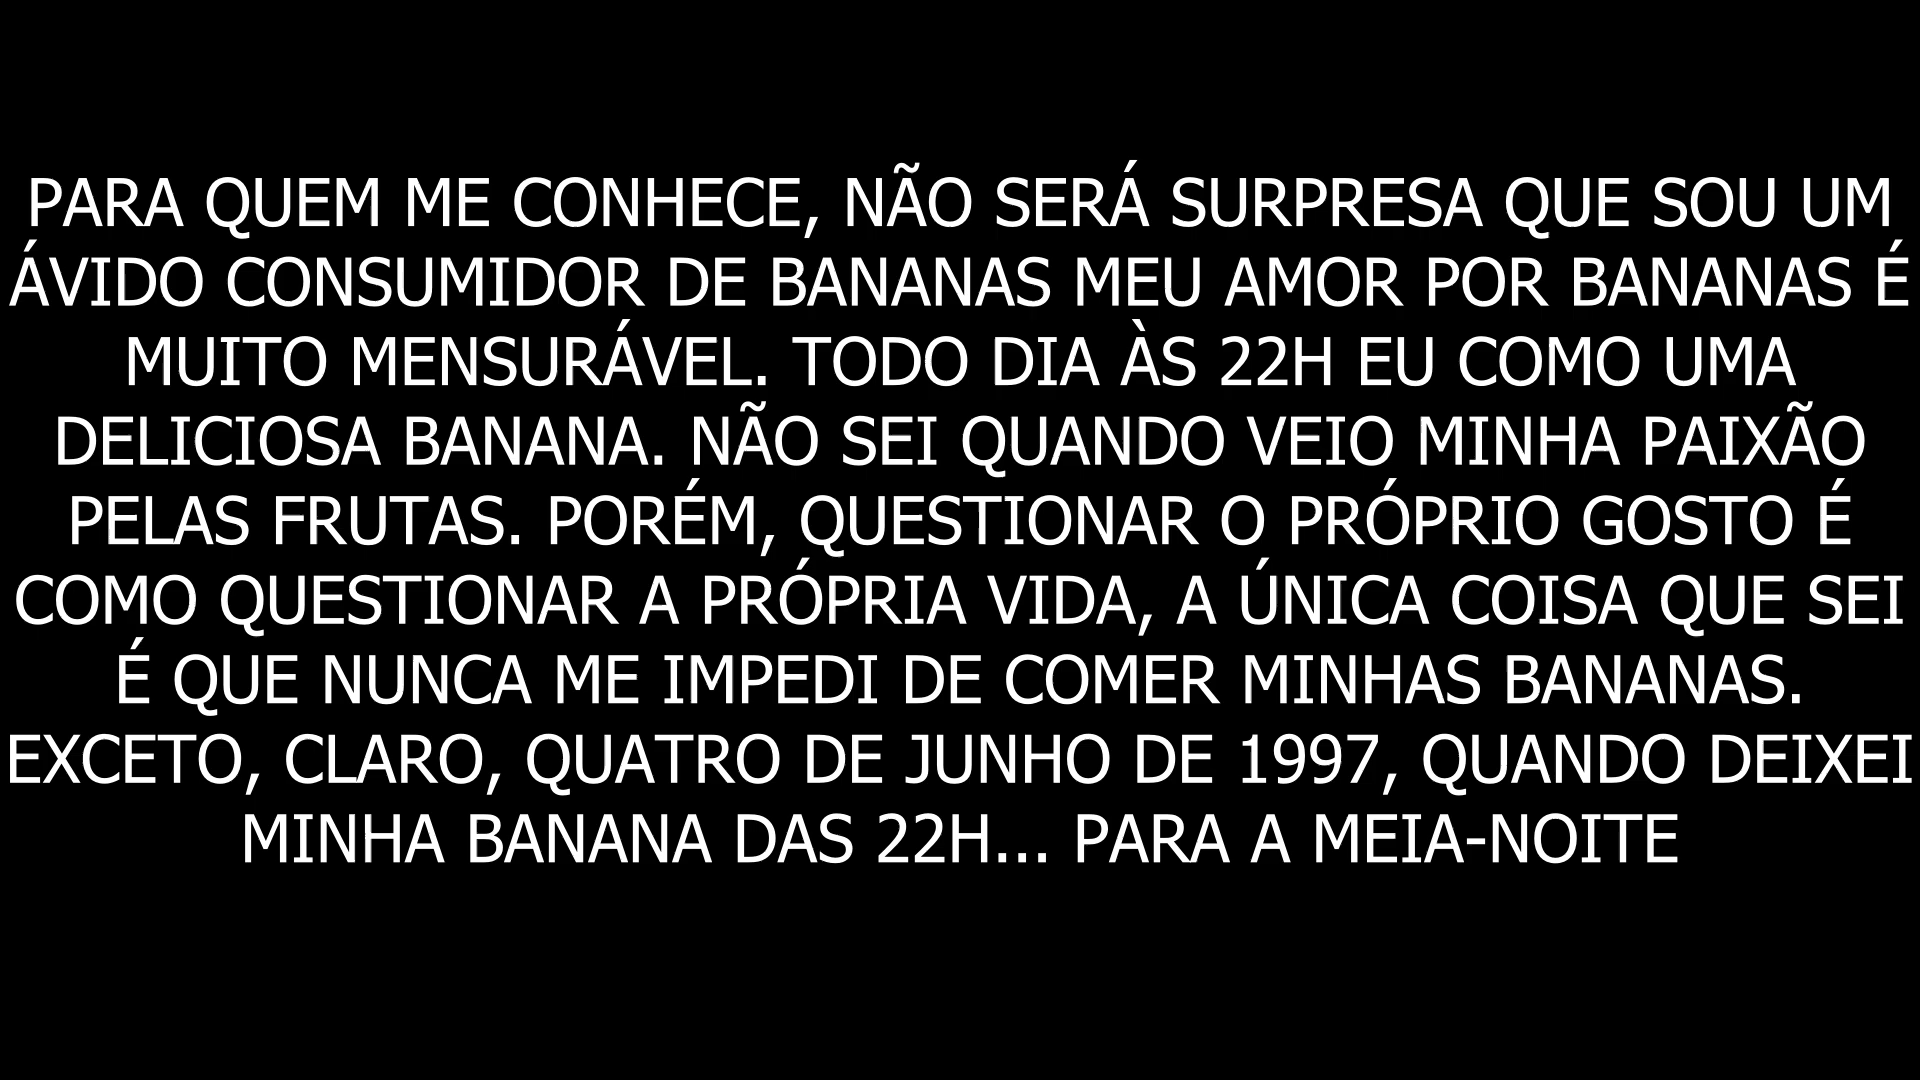 PARA QUEM ME CONHECE, NÃO SERÁ SURPRESA QUE SOU UM
ÁVIDO CONSUMIDOR DE BANANAS MEU AMOR POR BANANAS É
MUITO MENSURÁVEL. TODO DIA ÀS 22H EU COMO UMA
DELICIOSA BANANA. NÃO SEI QUANDO VEIO MINHA PAIXÃO
PELAS FRUTAS. PORÉM, QUESTIONAR O PRÓPRIO GOSTO É
COMO QUESTIONAR A PRÓPRIA VIDA, A ÚNICA COISA QUE SEI
É QUE NUNCA ME IMPEDI DE COMER MINHAS BANANAS.
EXCETO, CLARO, QUATRO DE JUNHO DE 1997, QUANDO DEIXEI
MINHA BANANA DAS 22H... PARA A MEIA-NOITE